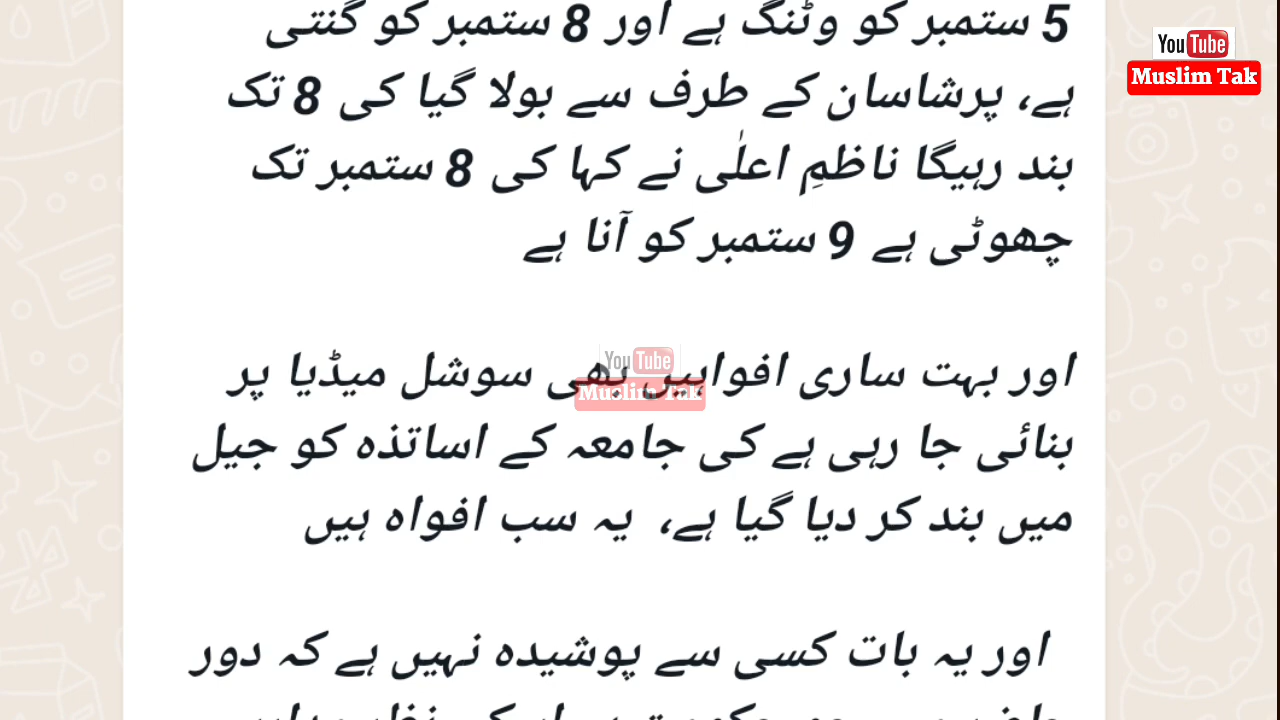 5 ستمبر کو وٹنگ ہے اور 8 ستمبر کو گنتی
ہے، پرشاسان کے طرف سے بولا گیا کی 8 تک
بند رہیگا ناظمِ اعلٰی نے کہا کی 8 ستمبر تک
چھوٹی ہے 9 ستمبر کو آنا ہے
اور بہت ساری افواہیں بھی سوشل میڈیا پر
بنائی جا رہی ہے کی جامعہ کے اساتذہ کو جیل
میں بند کر دیا گیا ہے، یہ سب افواہ ہیں
اور یہ بات کسی سے پوشیدہ نہیں ہے کہ دور
YouTube
Muslim Tak
YouTube
Muslim Tak